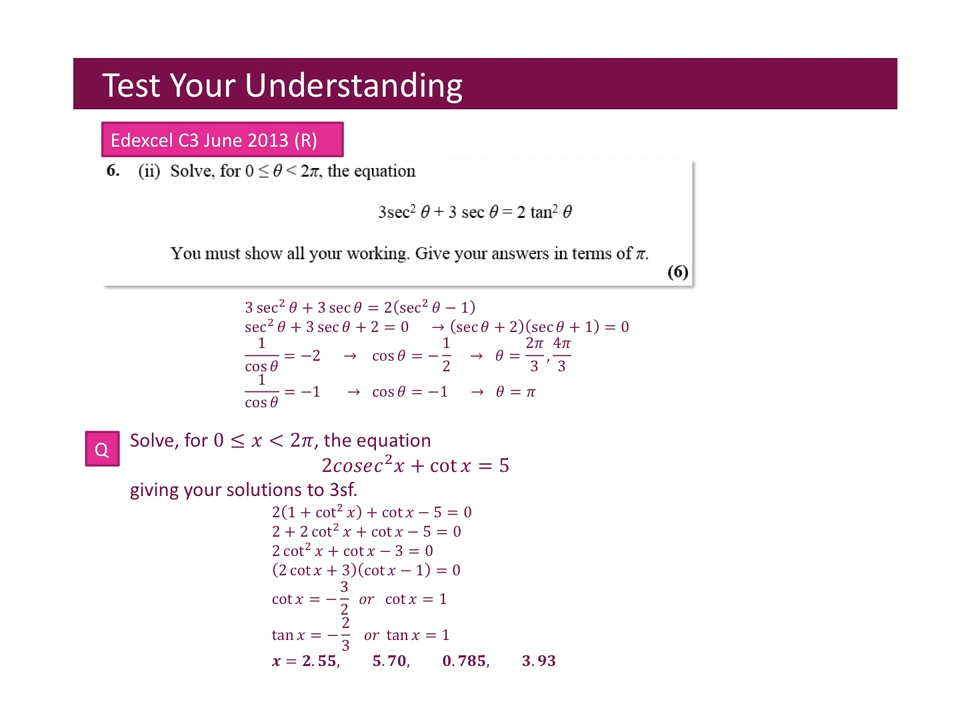 Test Your Understanding
Edexcel C3 June 2013 (R)
6. (ii) Solve, for 0 ≤ θ < 2π, the equation
3sec² θ + 3 sec θ = 2 tan² θ
You must show all your working. Give your answers in terms of π.
(6)
3 sec² θ + 3 sec θ = 2(sec² θ − 1)
sec² θ + 3 sec θ + 2 = 0 → (sec θ + 2)(sec θ + 1) = 0
1/cos θ = −2 → cos θ = −1/2 → θ = 2π/3, 4π/3
1/cos θ = −1 → cos θ = −1 → θ = π
Q
Solve, for 0 ≤ x < 2π, the equation
2cosec²x + cot x = 5
giving your solutions to 3sf.
2(1 + cot² x) + cot x − 5 = 0
2 + 2 cot² x + cot x − 5 = 0
2 cot² x + cot x − 3 = 0
(2 cot x + 3)(cot x − 1) = 0
cot x = −3/2 or cot x = 1
tan x = −2/3 or tan x = 1
x = 2.55, 5.70, 0.785, 3.93